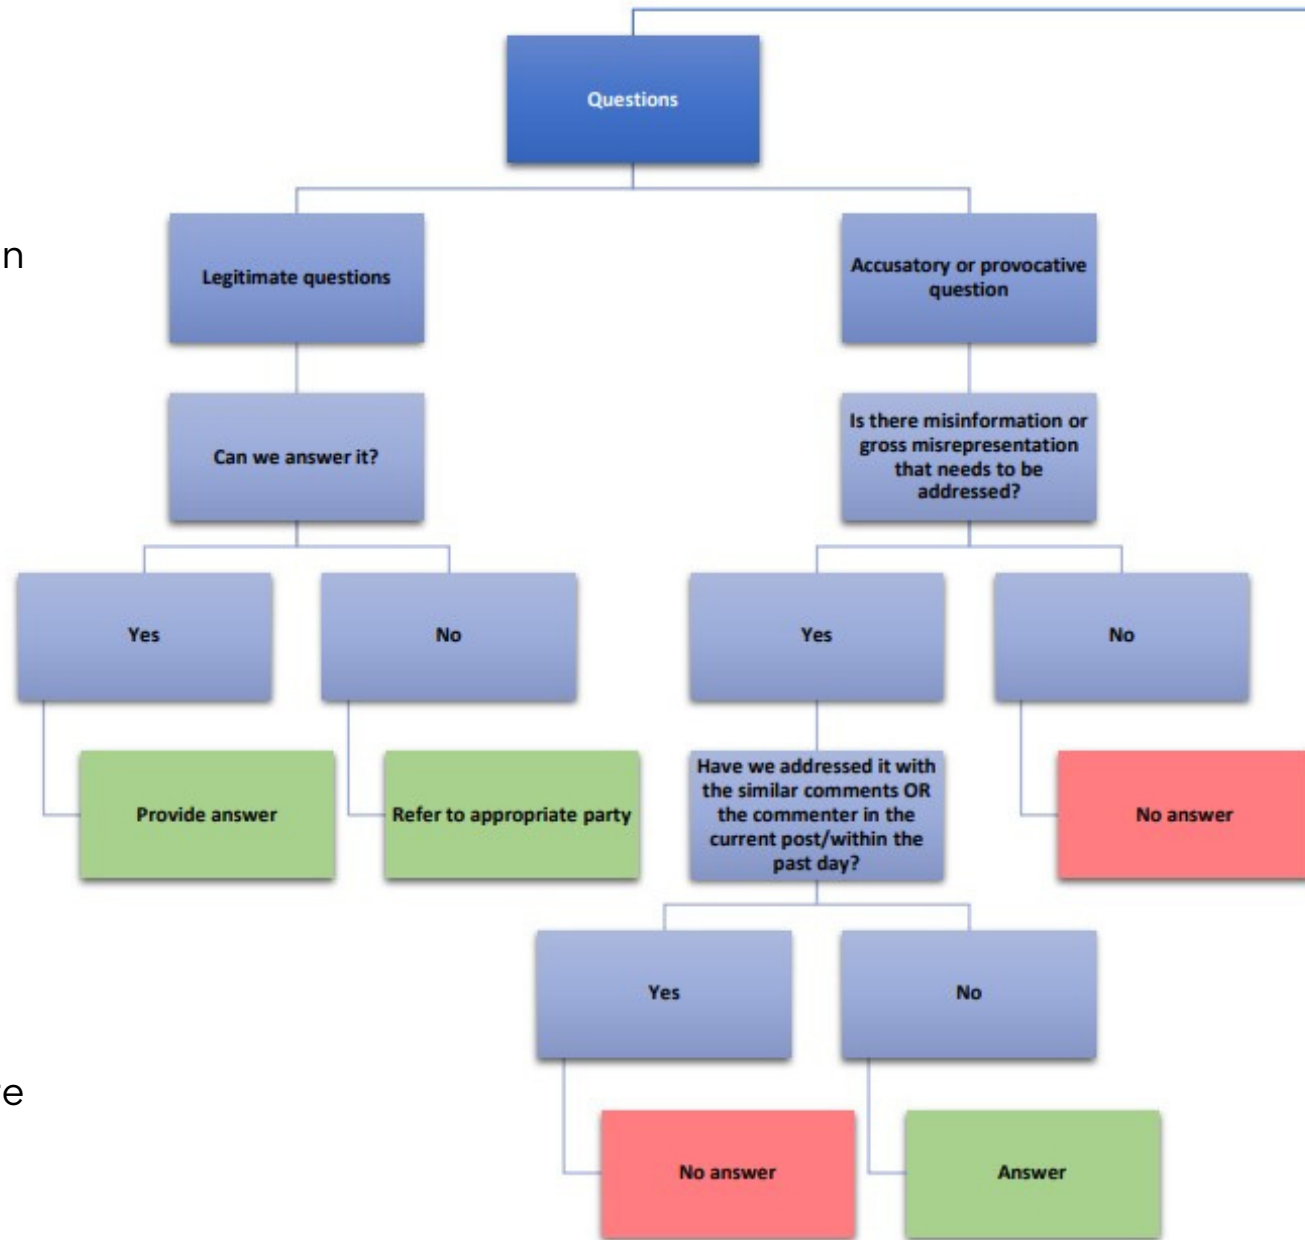 Questions
n
Legitimate questions
Accusatory or provocative
question
Can we answer it?
Is there misinformation or
gross misrepresentation
that needs to be
addressed?
Yes
No
Yes
No
Provide answer
Refer to appropriate party
Have we addressed it with
the similar comments OR
the commenter in the
current post/within the
past day?
No answer
Yes
No
No answer
Answer